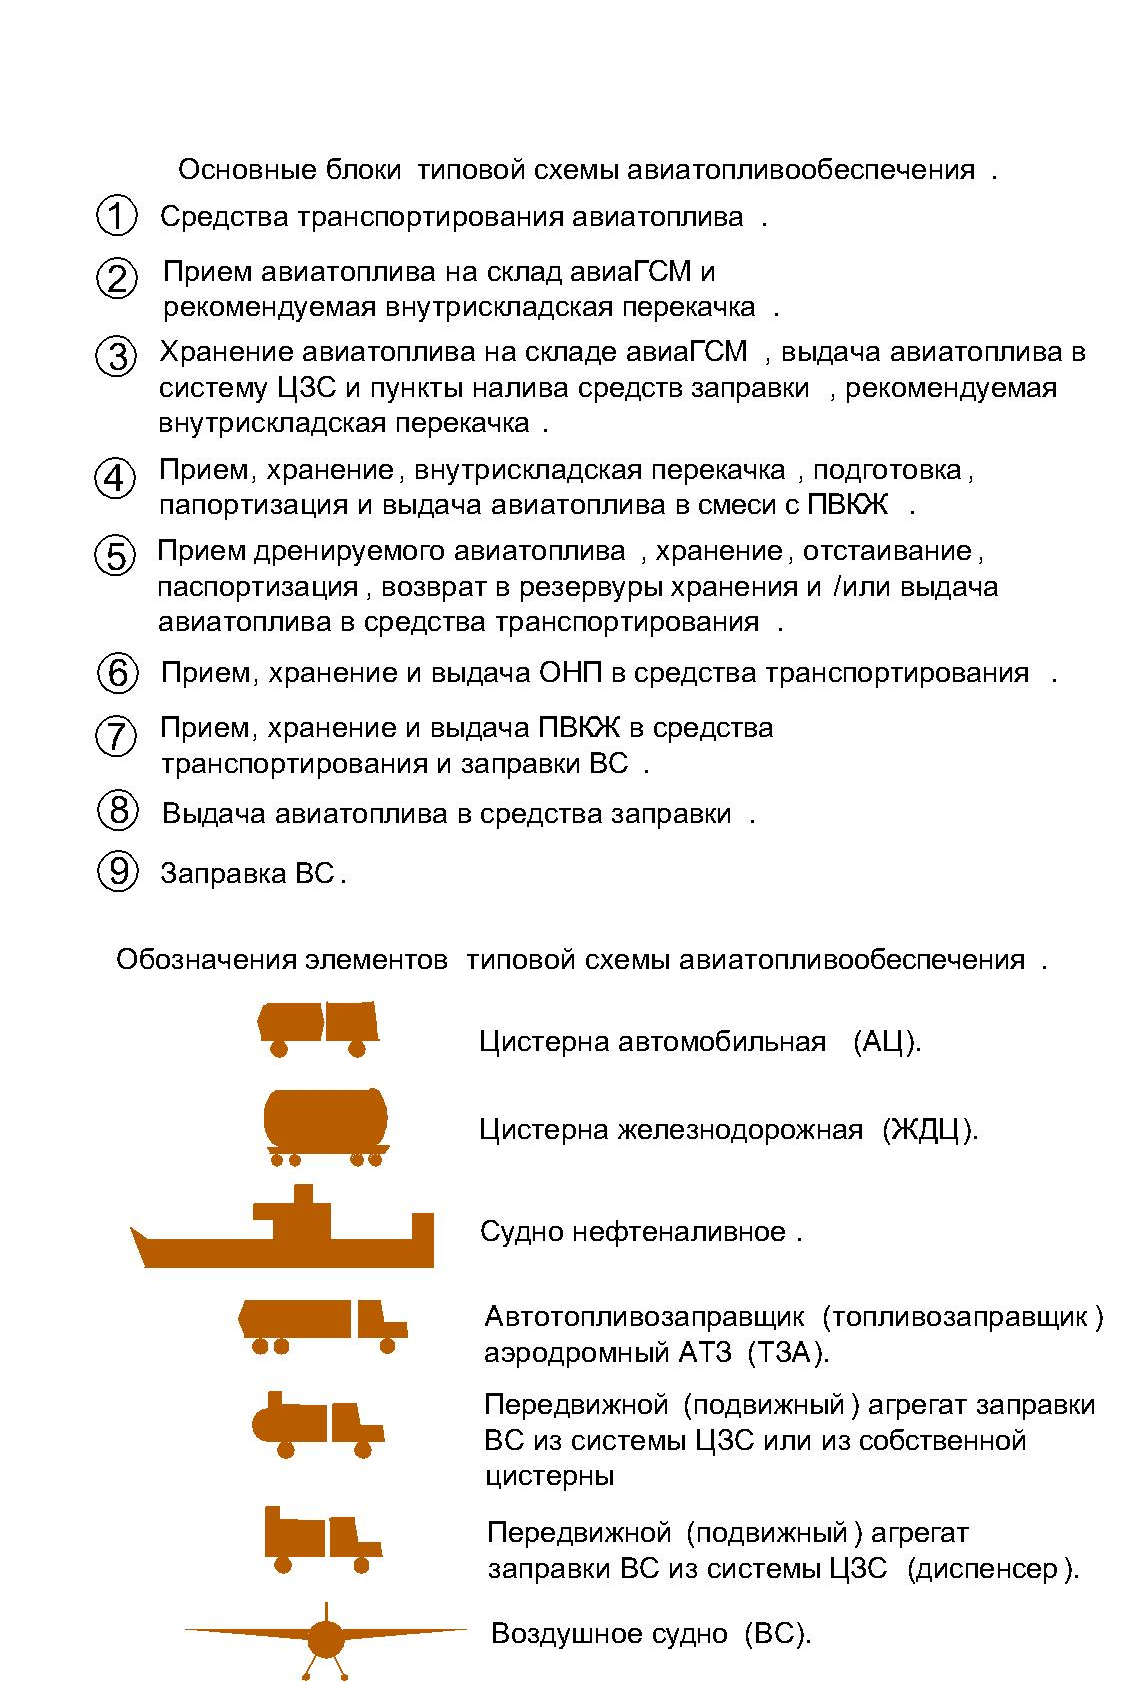 Основные блоки типовой схемы авиатопливообеспечения .
1 Средства транспортирования авиатоплива .
2 Прием авиатоплива на склад авиаГСМ и
рекомендуемая внутрискладская перекачка .
3 Хранение авиатоплива на складе авиаГСМ , выдача авиатоплива в
систему ЦЗС и пункты налива средств заправки , рекомендуемая
внутрискладская перекачка .
4 Прием, хранение, внутрискладская перекачка , подготовка,
папортизация и выдача авиатоплива в смеси с ПВКЖ .
5 Прием дренируемого авиатоплива , хранение, отстаивание,
паспортизация, возврат в резервуры хранения и /или выдача
авиатоплива в средства транспортирования .
6 Прием, хранение и выдача ОНП в средства транспортирования .
7 Прием, хранение и выдача ПВКЖ в средства
транспортирования и заправки ВС .
8 Выдача авиатоплива в средства заправки .
9 Заправка ВС.
Обозначения элементов типовой схемы авиатопливообеспечения .
Цистерна автомобильная (АЦ).
Цистерна железнодорожная (ЖДЦ).
Судно нефтеналивное .
Автотопливозаправщик (топливозаправщик)
аэродромный АТЗ (ТЗА).
Передвижной (подвижный) агрегат заправки
ВС из системы ЦЗС или из собственной
цистерны
Передвижной (подвижный) агрегат
заправки ВС из системы ЦЗС (диспенсер).
Воздушное судно (ВС).